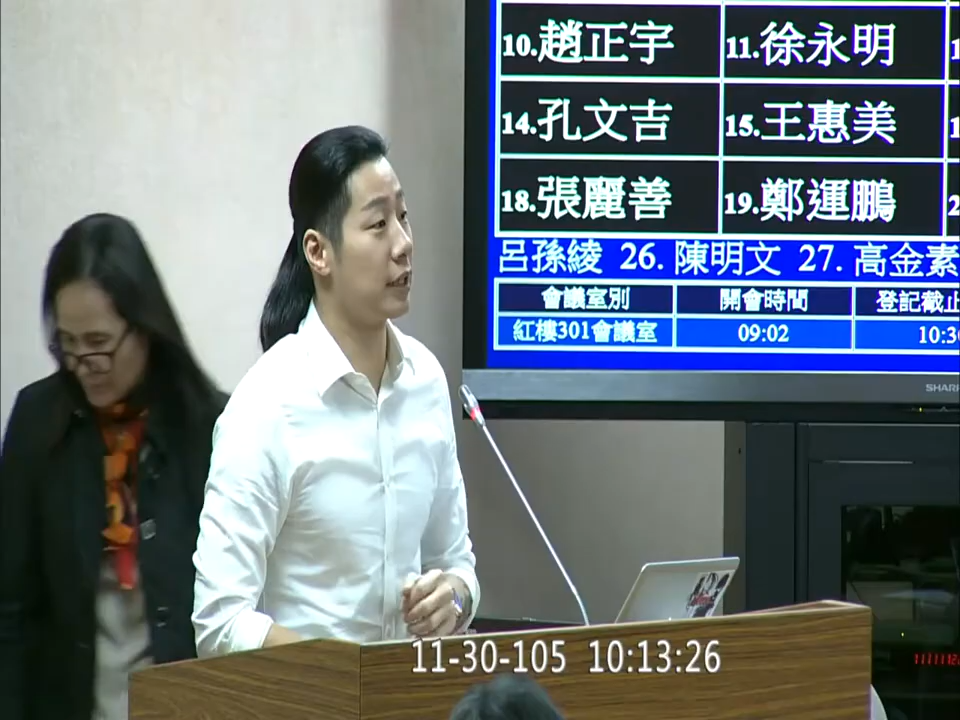 10.趙正宇 11.徐永明
14.孔文吉 15.王惠美
18.張麗善 19.鄭運鵬
呂孫綾 26. 陳明文 27. 高金素
會議室別 開會時間 登記截止
紅樓301會議室 09:02 10:30
SHARP
11-30-105 10:13:26